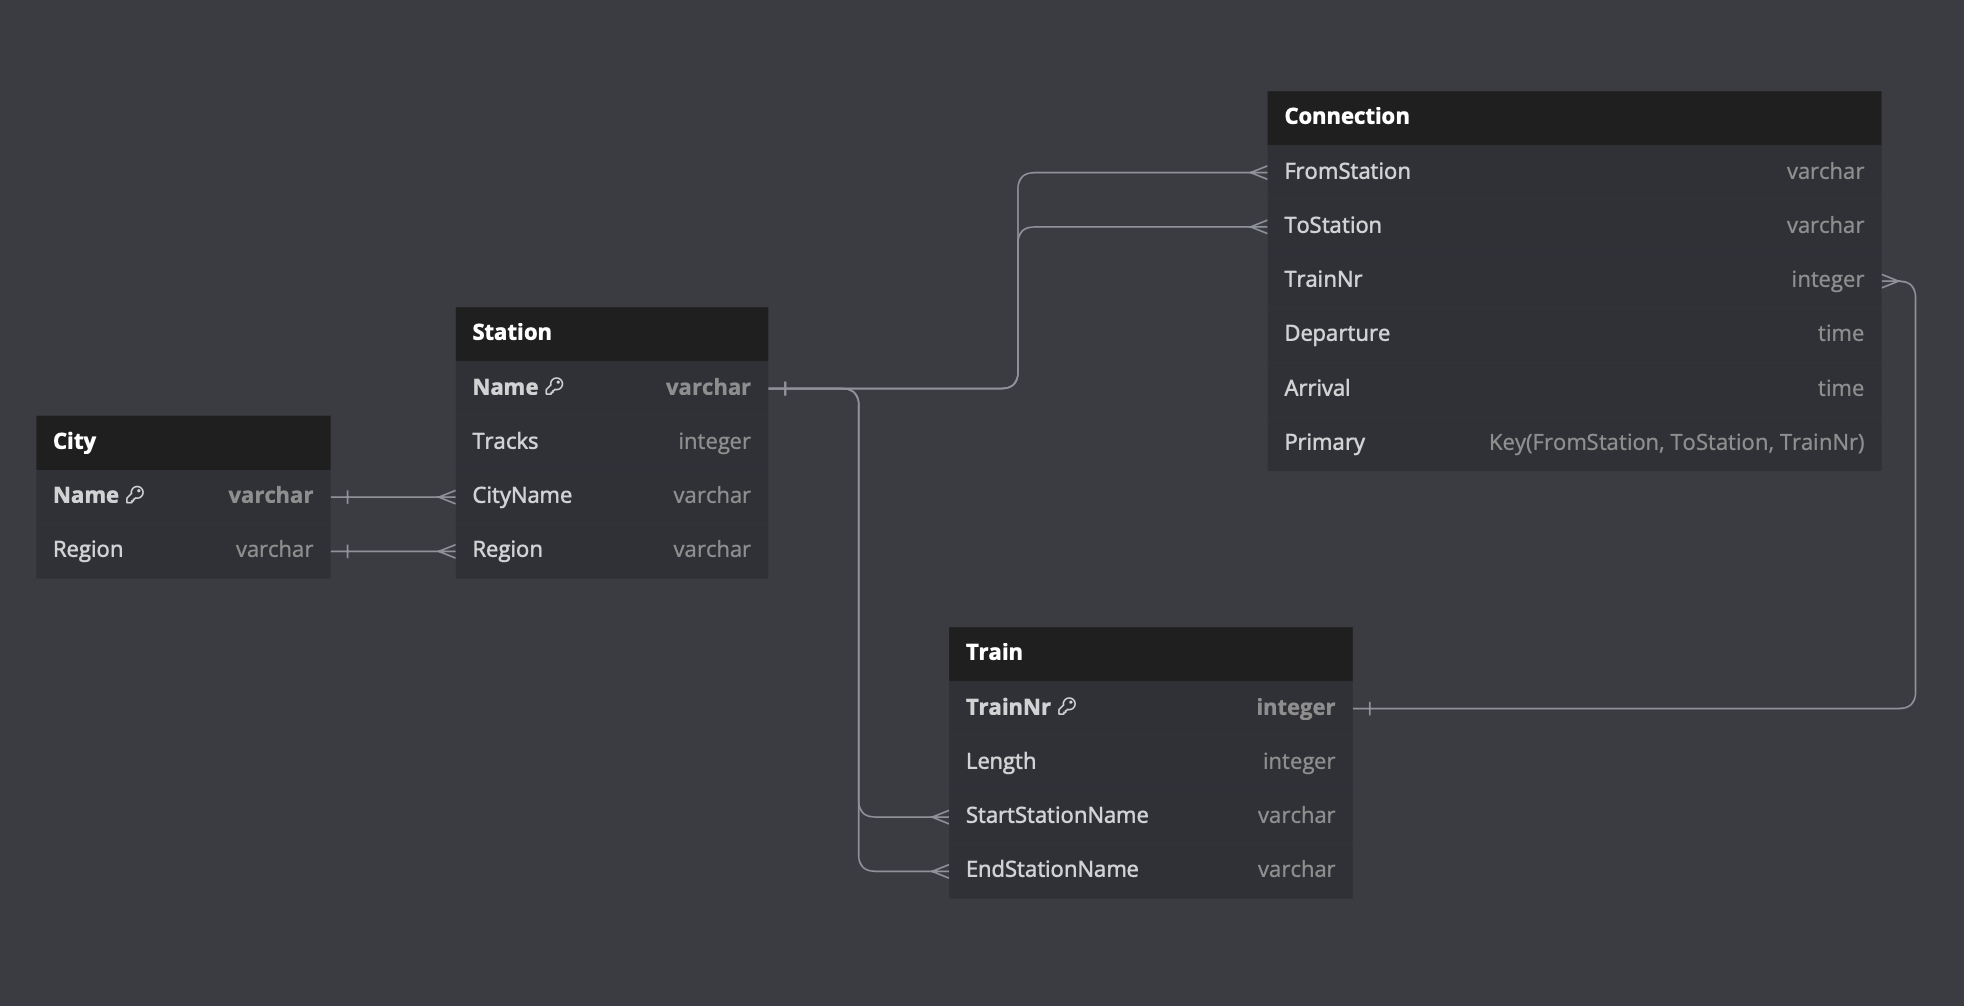 City
Name varchar
Region varchar
Station
Name varchar
Tracks integer
CityName varchar
Region varchar
Connection
FromStation varchar
ToStation varchar
TrainNr integer
Departure time
Arrival time
Primary Key(FromStation, ToStation, TrainNr)
Train
TrainNr integer
Length integer
StartStationName varchar
EndStationName varchar